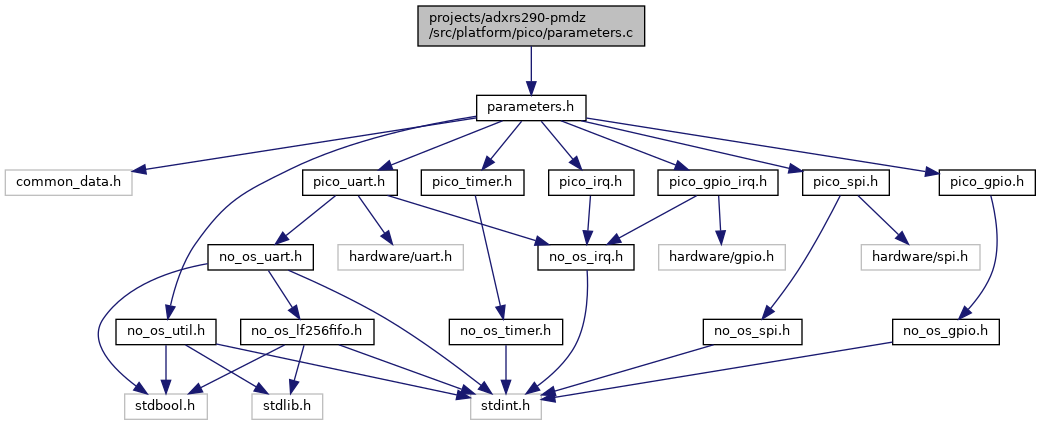 projects/adxrs290-pmdz
/src/platform/pico/parameters.c
parameters.h
common_data.h
pico_uart.h
pico_timer.h
pico_irq.h
pico_gpio_irq.h
pico_spi.h
pico_gpio.h
no_os_uart.h
hardware/uart.h
no_os_irq.h
hardware/gpio.h
hardware/spi.h
no_os_util.h
no_os_lf256fifo.h
no_os_timer.h
no_os_spi.h
no_os_gpio.h
stdbool.h
stdlib.h
stdint.h